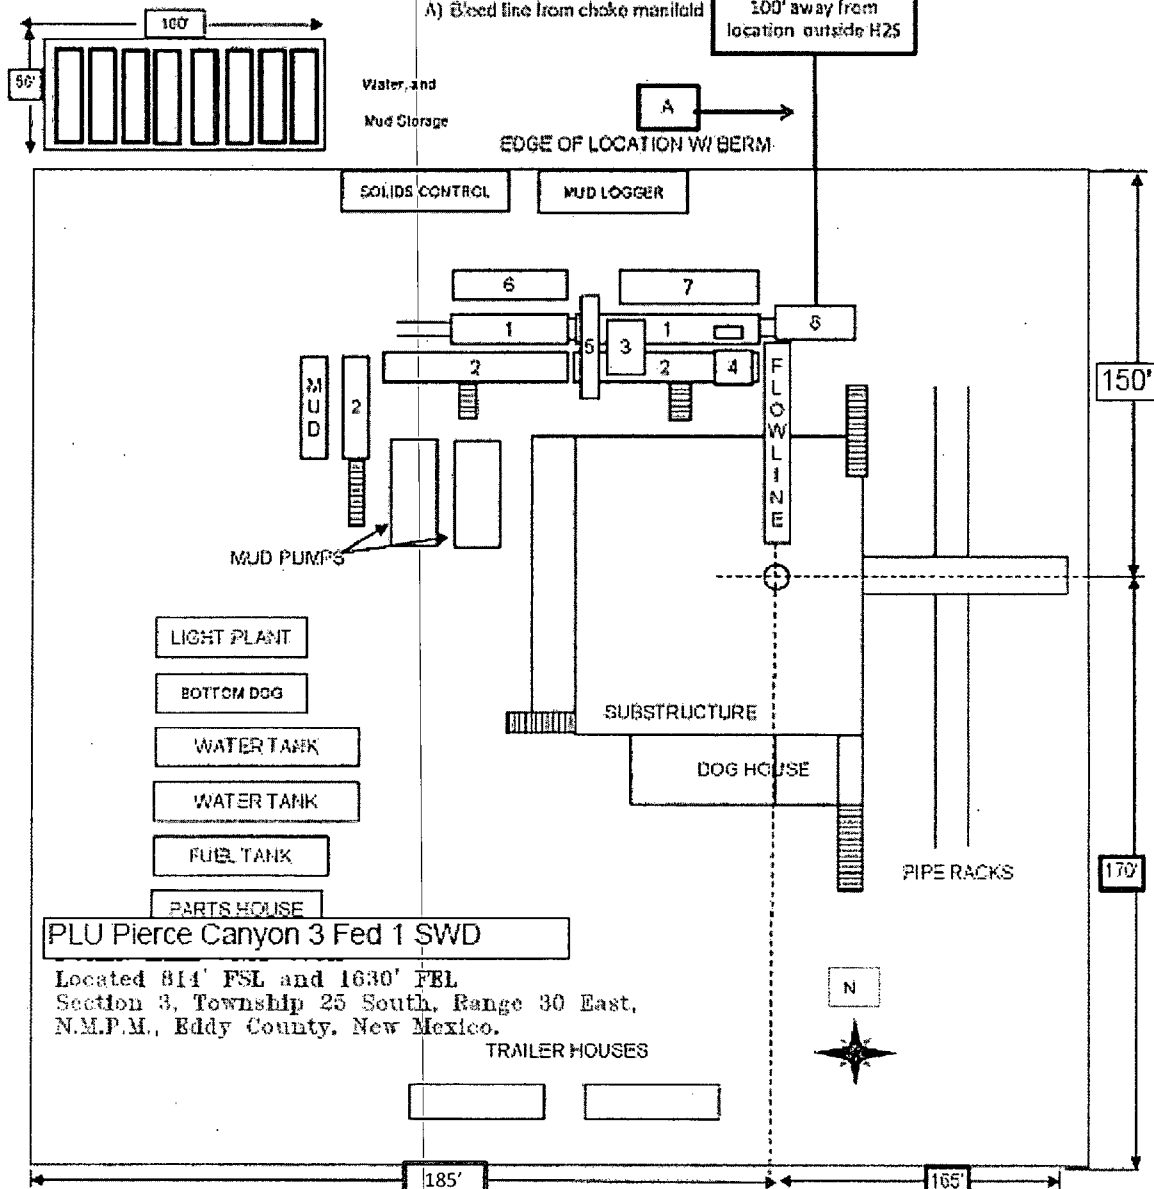 A) Bleed line from choke manifold
100' away from
location outside H2S
100'
50'
Water, and
Mud Storage
A
EDGE OF LOCATION W/ BERM
SOLIDS CONTROL
MUD LOGGER
6
7
1
5
3
1
8
2
2
4
MUD
2
FLOWLINE
150'
MUD PUMPS
LIGHT PLANT
BOTTOM DOG
SUBSTRUCTURE
WATER TANK
DOG HOUSE
WATER TANK
FUEL TANK
PIPE RACKS
170'
PARTS HOUSE
PLU Pierce Canyon 3 Fed 1 SWD
Located 814' FSL and 1630' FEL
Section 3, Township 25 South, Range 30 East,
N.M.P.M., Eddy County, New Mexico.
N
TRAILER HOUSES
185'
165'